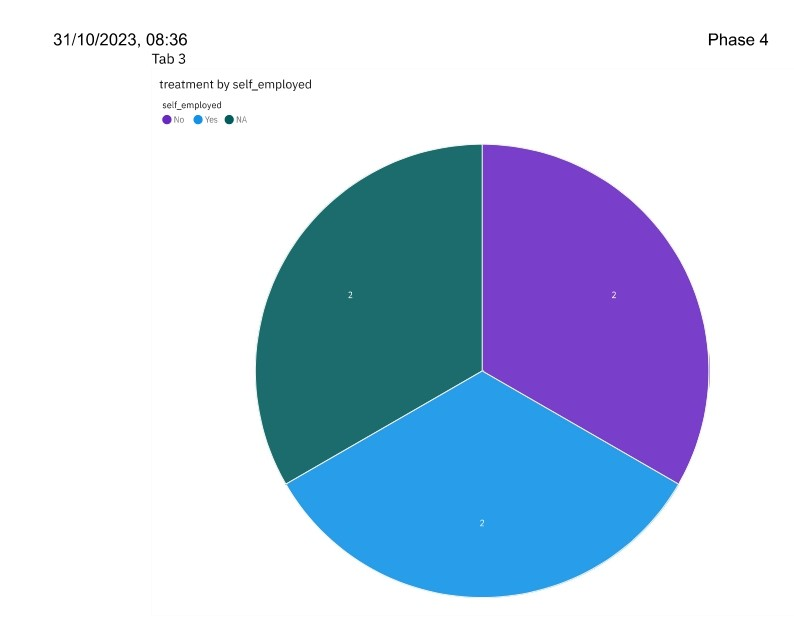 31/10/2023, 08:36 Phase 4
Tab 3
treatment by self_employed
self_employed
No Yes NA
2 2
2